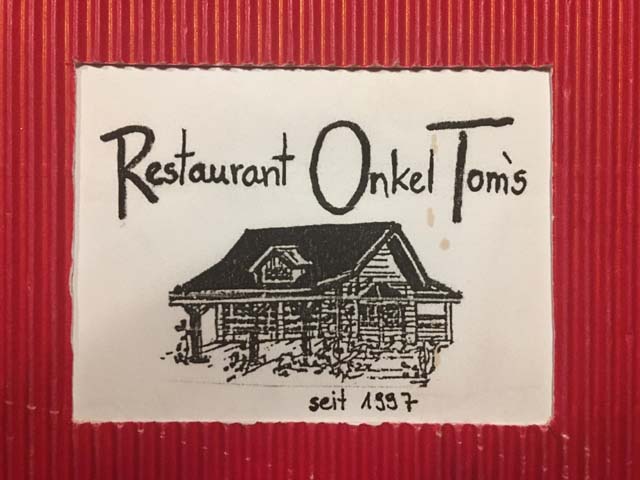 Restaurant Onkel Tom`s
seit 1997